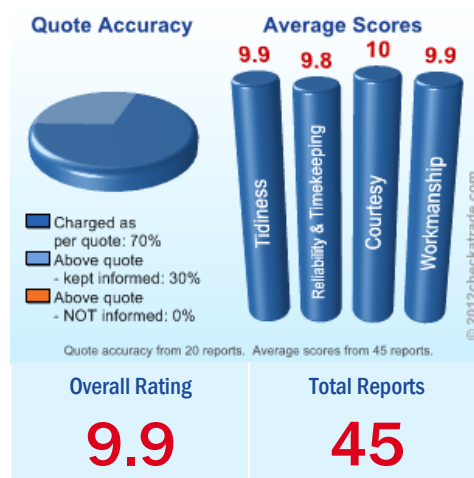 Quote Accuracy
Average Scores
9.9
9.8
10
9.9
Tidiness
Reliability & Timekeeping
Courtesy
Workmanship
Charged as
per quote: 70%
Above quote
- kept informed: 30%
Above quote
- NOT informed: 0%
© 2012checkatrade.com
Quote accuracy from 20 reports. Average scores from 45 reports.
Overall Rating
Total Reports
9.9
45